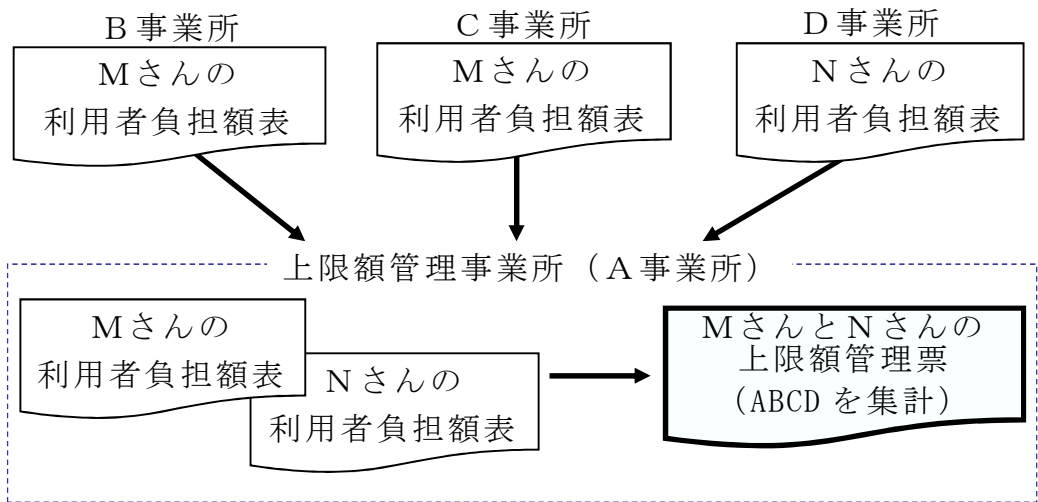 Ｂ事業所
Ｍさんの
利用者負担額表
Ｃ事業所
Ｍさんの
利用者負担額表
Ｄ事業所
Ｎさんの
利用者負担額表
上限額管理事業所（Ａ事業所）
Ｍさんの
利用者負担額表
Ｎさんの
利用者負担額表
ＭさんとＮさんの
上限額管理票
（ABCD を集計）